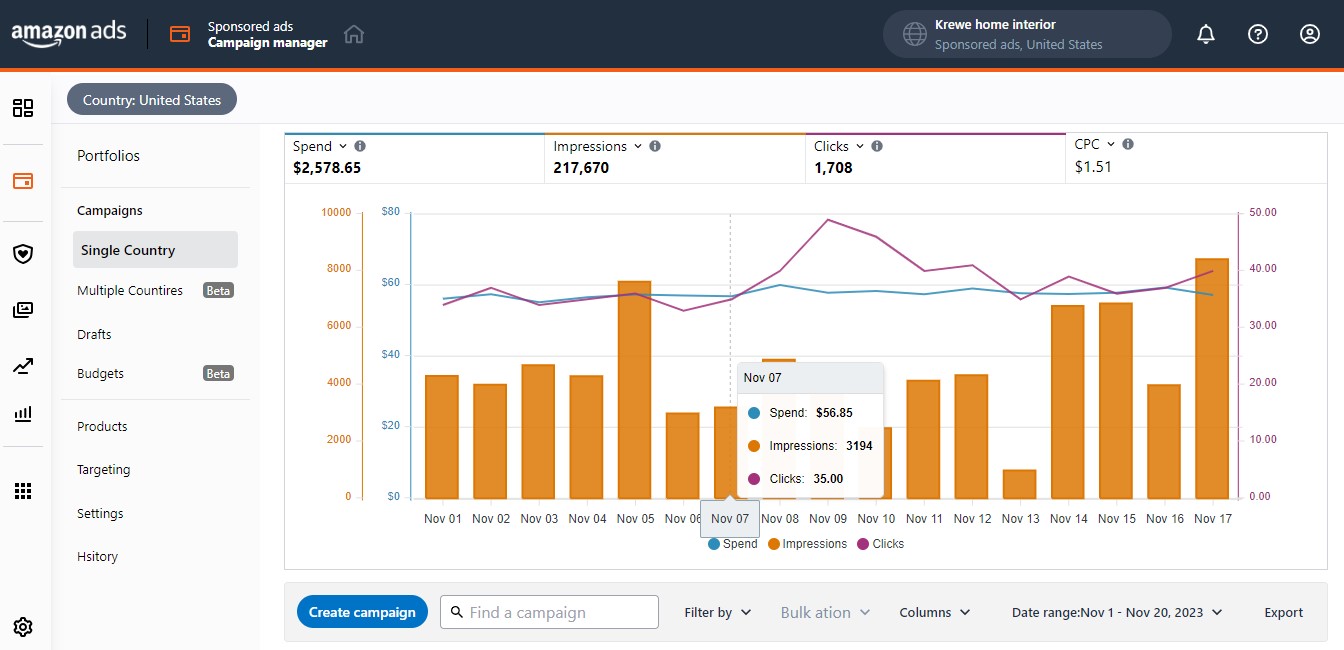 amazon ads
Sponsored ads
Campaign manager
Krewe home interior
Sponsored ads, United States
Country: United States
Portfolios
Campaigns
Single Country
Multiple Countires Beta
Drafts
Budgets Beta
Products
Targeting
Settings
Hsitory
Spend
$2,578.65
Impressions
217,670
Clicks
1,708
CPC
$1.51
10000 $80 50.00
8000 $60 40.00
6000 $40 30.00
4000 $20 20.00
2000 $0 10.00
0 0.00
Nov 07
Spend: $56.85
Impressions: 3194
Clicks: 35.00
Nov 01 Nov 02 Nov 03 Nov 04 Nov 05 Nov 06 Nov 07 Nov 08 Nov 09 Nov 10 Nov 11 Nov 12 Nov 13 Nov 14 Nov 15 Nov 16 Nov 17
Spend Impressions Clicks
Create campaign Find a campaign Filter by Bulk ation Columns Date range:Nov 1 - Nov 20, 2023 Export